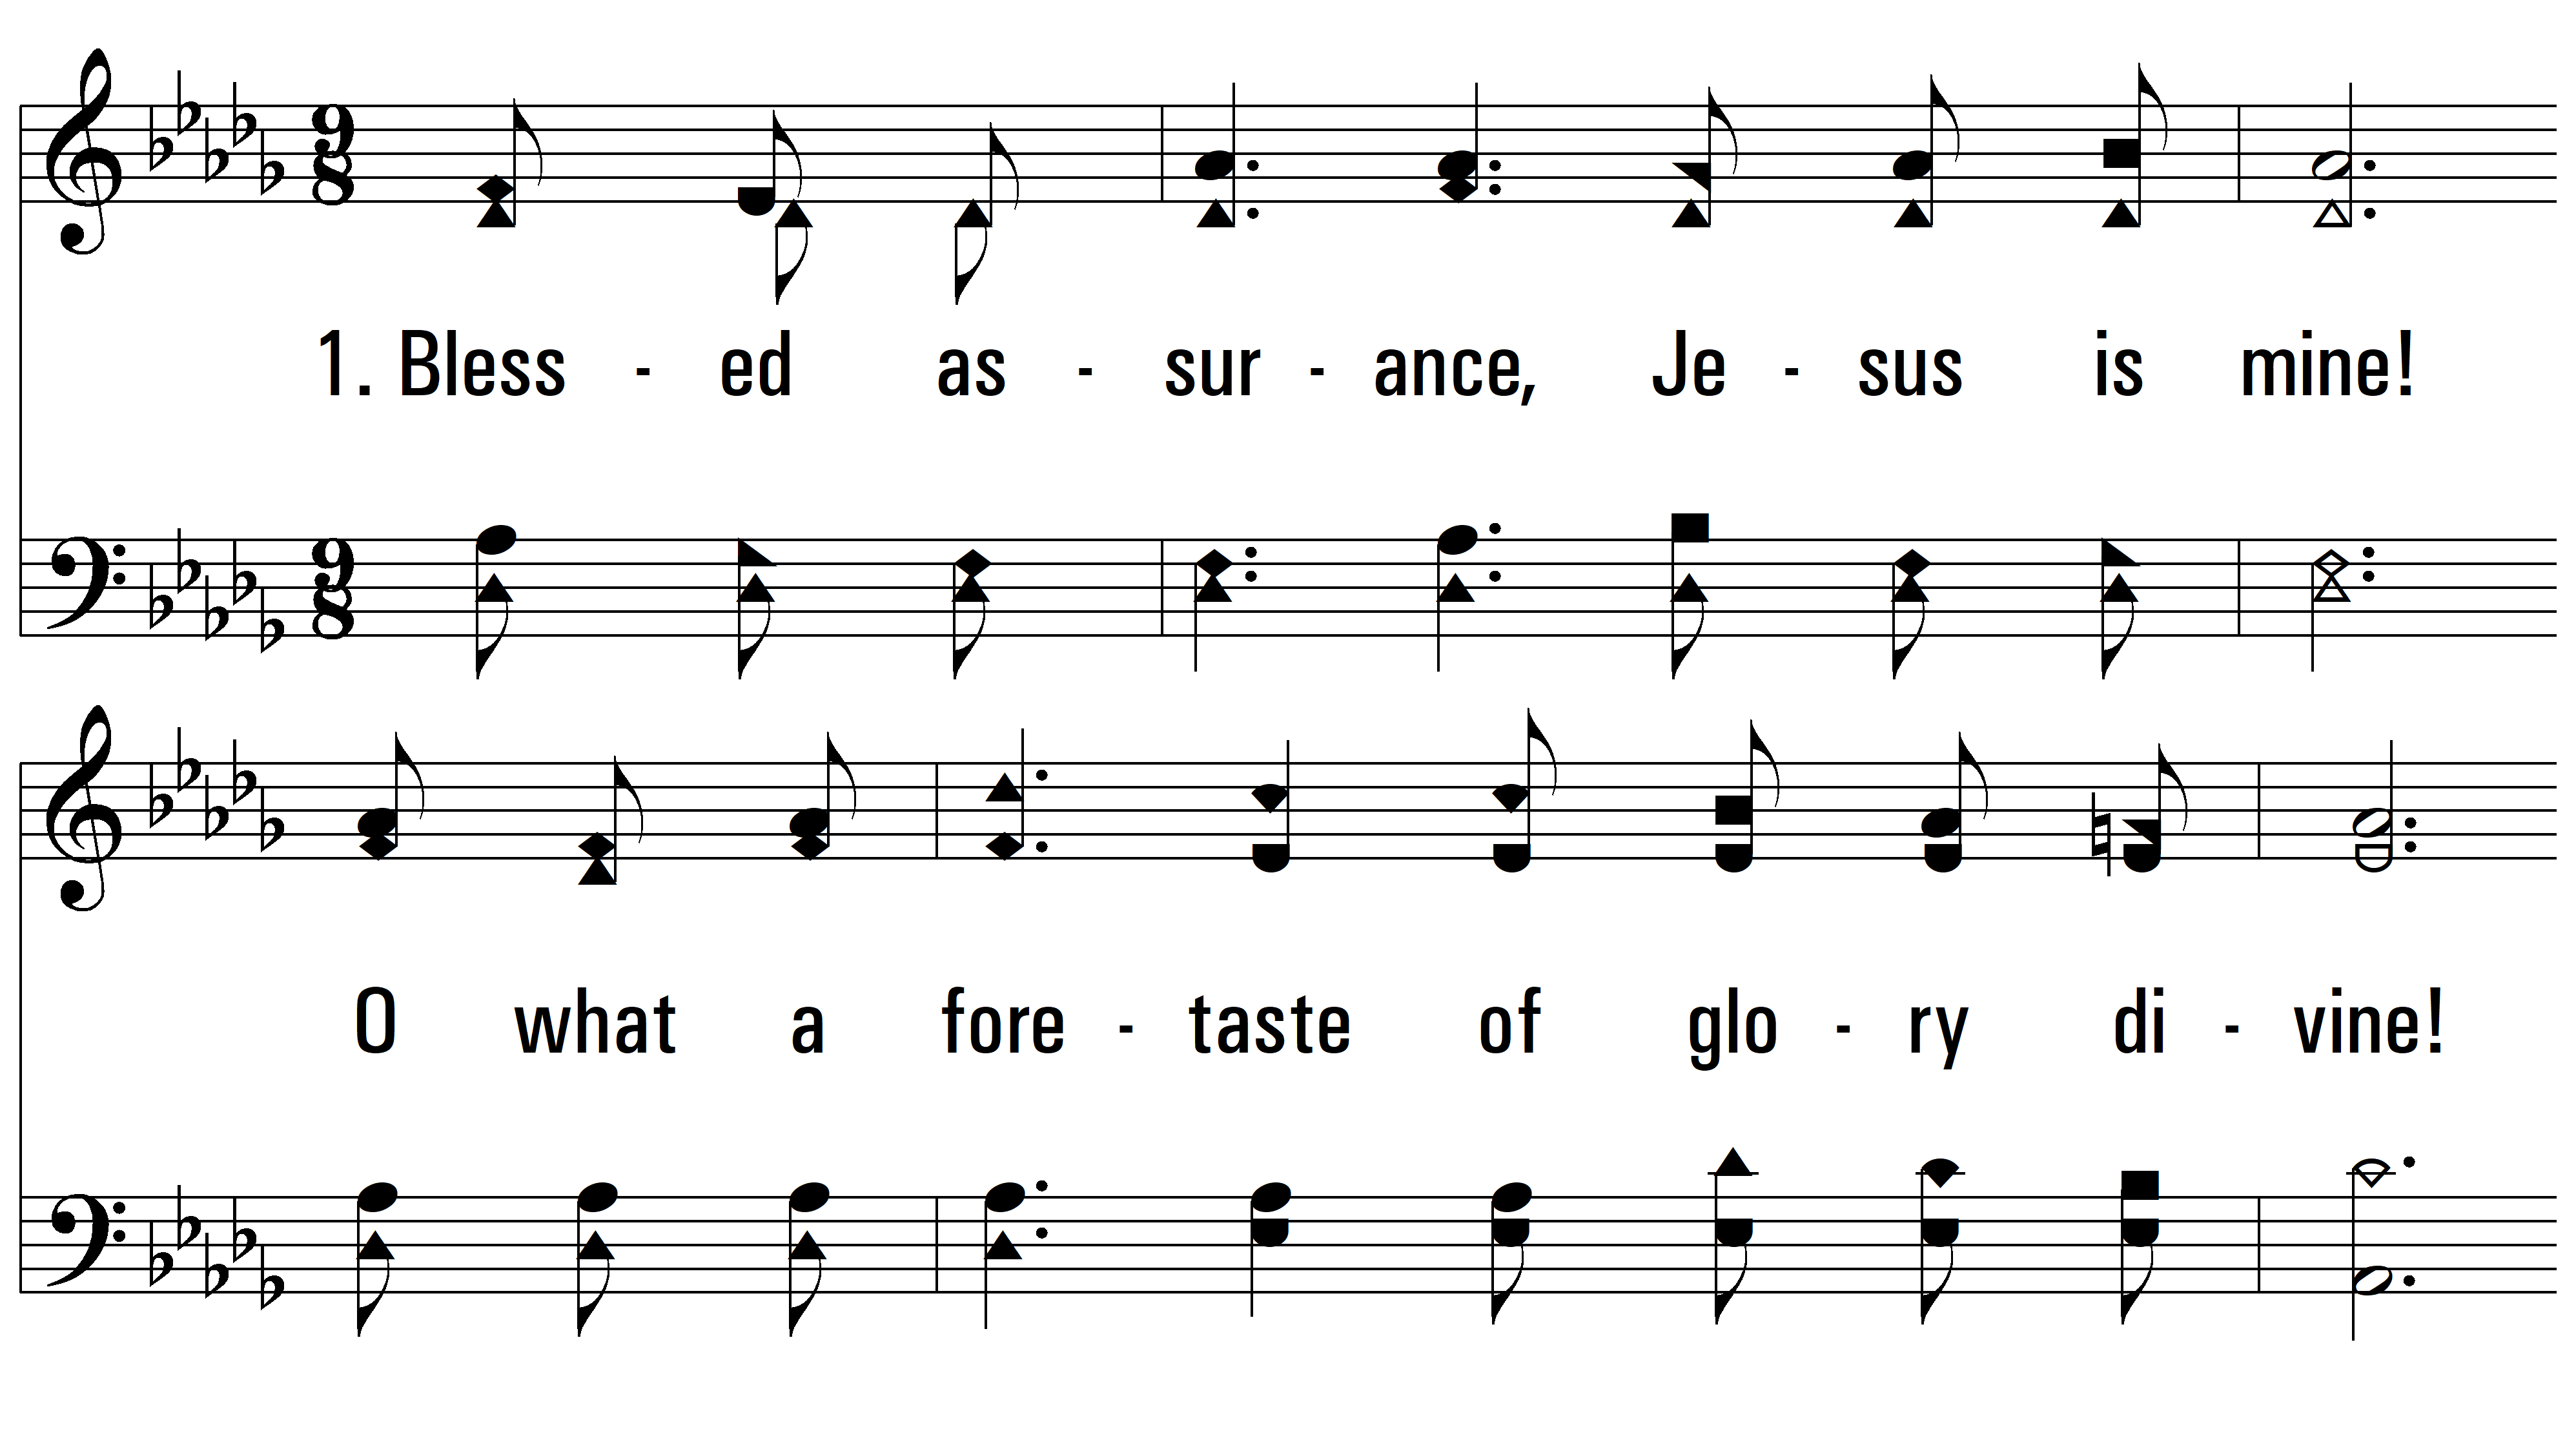 1. Bless - ed as - sur - ance, Je - sus is mine!
O what a fore - taste of glo - ry di - vine!